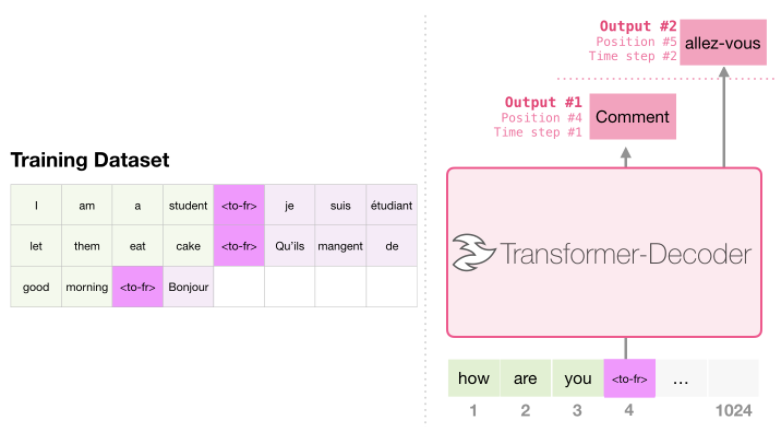 Training Dataset
I am a student <to-fr> je suis étudiant
let them eat cake <to-fr> Qu'ils mangent de
good morning <to-fr> Bonjour
Output #2
Position #5
Time step #2
allez-vous
Output #1
Position #4
Time step #1
Comment
Transformer-Decoder
how are you <to-fr> ...
1 2 3 4 1024